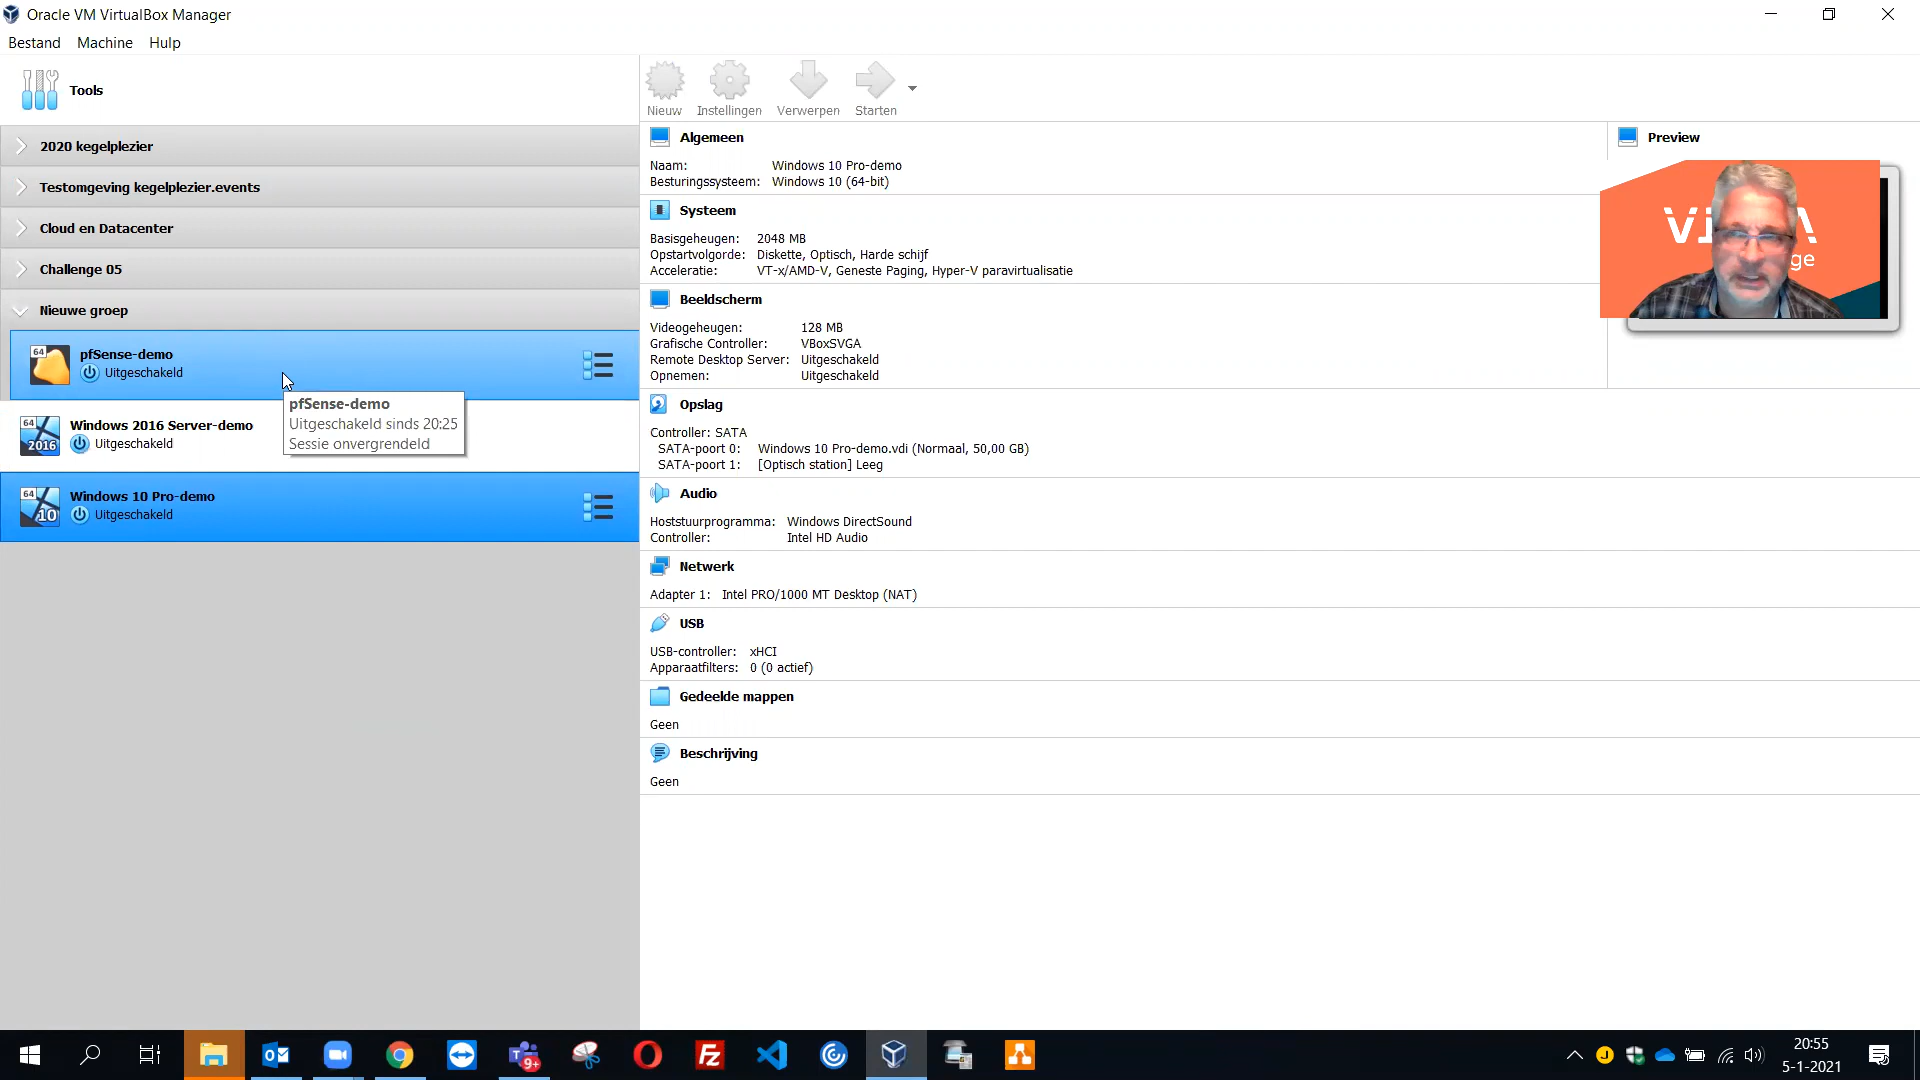 Oracle VM VirtualBox Manager
Bestand Machine Hulp
Tools
Nieuw Instellingen Verwerpen Starten
2020 kegelplezier
Testomgeving kegelplezier.events
Cloud en Datacenter
Challenge 05
Nieuwe groep
64
pfSense-demo
Uitgeschakeld
64
2016
Windows 2016 Server-demo
Uitgeschakeld
pfSense-demo
Uitgeschakeld sinds 20:25
Sessie onvergrendeld
64
10
Windows 10 Pro-demo
Uitgeschakeld
Algemeen
Naam: Windows 10 Pro-demo
Besturingssysteem: Windows 10 (64-bit)
Systeem
Basisgeheugen: 2048 MB
Opstartvolgorde: Diskette, Optisch, Harde schijf
Acceleratie: VT-x/AMD-V, Geneste Paging, Hyper-V paravirtualisatie
Beeldscherm
Videogeheugen: 128 MB
Grafische Controller: VBoxSVGA
Remote Desktop Server: Uitgeschakeld
Opnemen: Uitgeschakeld
Opslag
Controller: SATA
SATA-poort 0: Windows 10 Pro-demo.vdi (Normaal, 50,00 GB)
SATA-poort 1: [Optisch station] Leeg
Audio
Hoststuurprogramma: Windows DirectSound
Controller: Intel HD Audio
Netwerk
Adapter 1: Intel PRO/1000 MT Desktop (NAT)
USB
USB-controller: xHCI
Apparaatfilters: 0 (0 actief)
Gedeelde mappen
Geen
Beschrijving
Geen
Preview
9+
20:55
5-1-2021